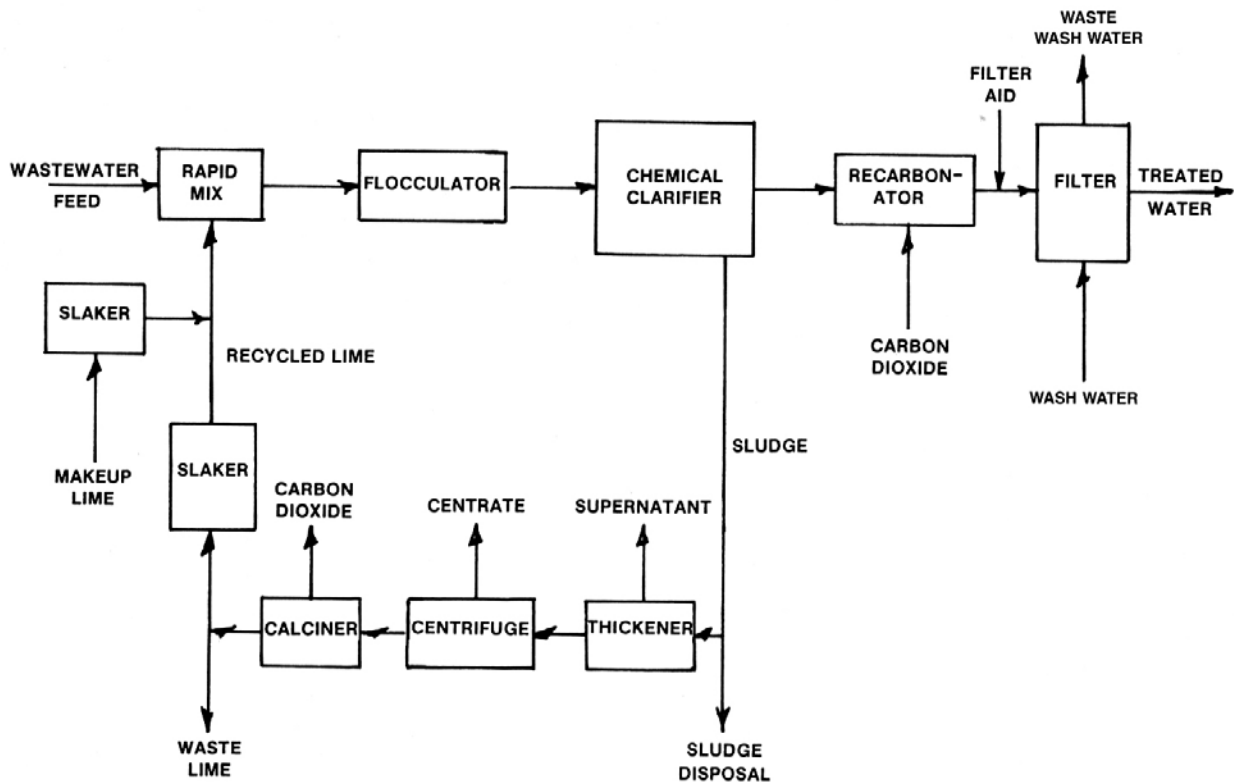 WASTE
WASH WATER
FILTER
AID
WASTEWATER
FEED
RAPID
MIX
FLOCCULATOR
CHEMICAL
CLARIFIER
RECARBON-
ATOR
FILTER
TREATED
WATER
SLAKER
RECYCLED LIME
CARBON
DIOXIDE
WASH WATER
MAKEUP
LIME
SLAKER
SLUDGE
CARBON
DIOXIDE
CENTRATE
SUPERNATANT
CALCINER
CENTRIFUGE
THICKENER
WASTE
LIME
SLUDGE
DISPOSAL